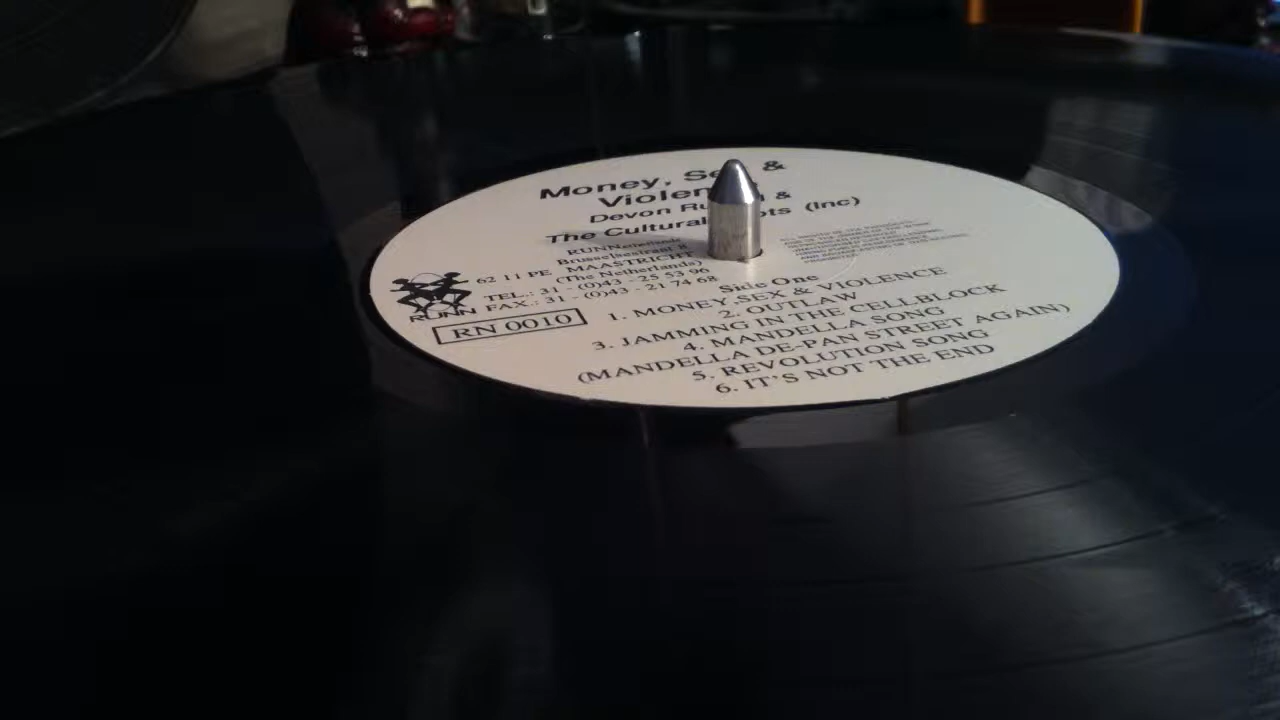 Money, &
Devon &
The Cultural (Inc)
RUNNetherlands
Brusselsestraat 8
62 11 PE MAASTRICHT
(The Netherlands)
TEL.: 31 - (0)43 - 25 53 96
FAX.: 31 - (0)43 - 21 74 68
RUNN
RN 0010
Side One
1. MONEY SEX & VIOLENCE
2. OUTLAW
3. JAMMING IN THE CELLBLOCK
4. MANDELLA SONG
(MANDELLA DE-PAN STREET AGAIN)
5. REVOLUTION SONG
6. IT'S NOT THE END